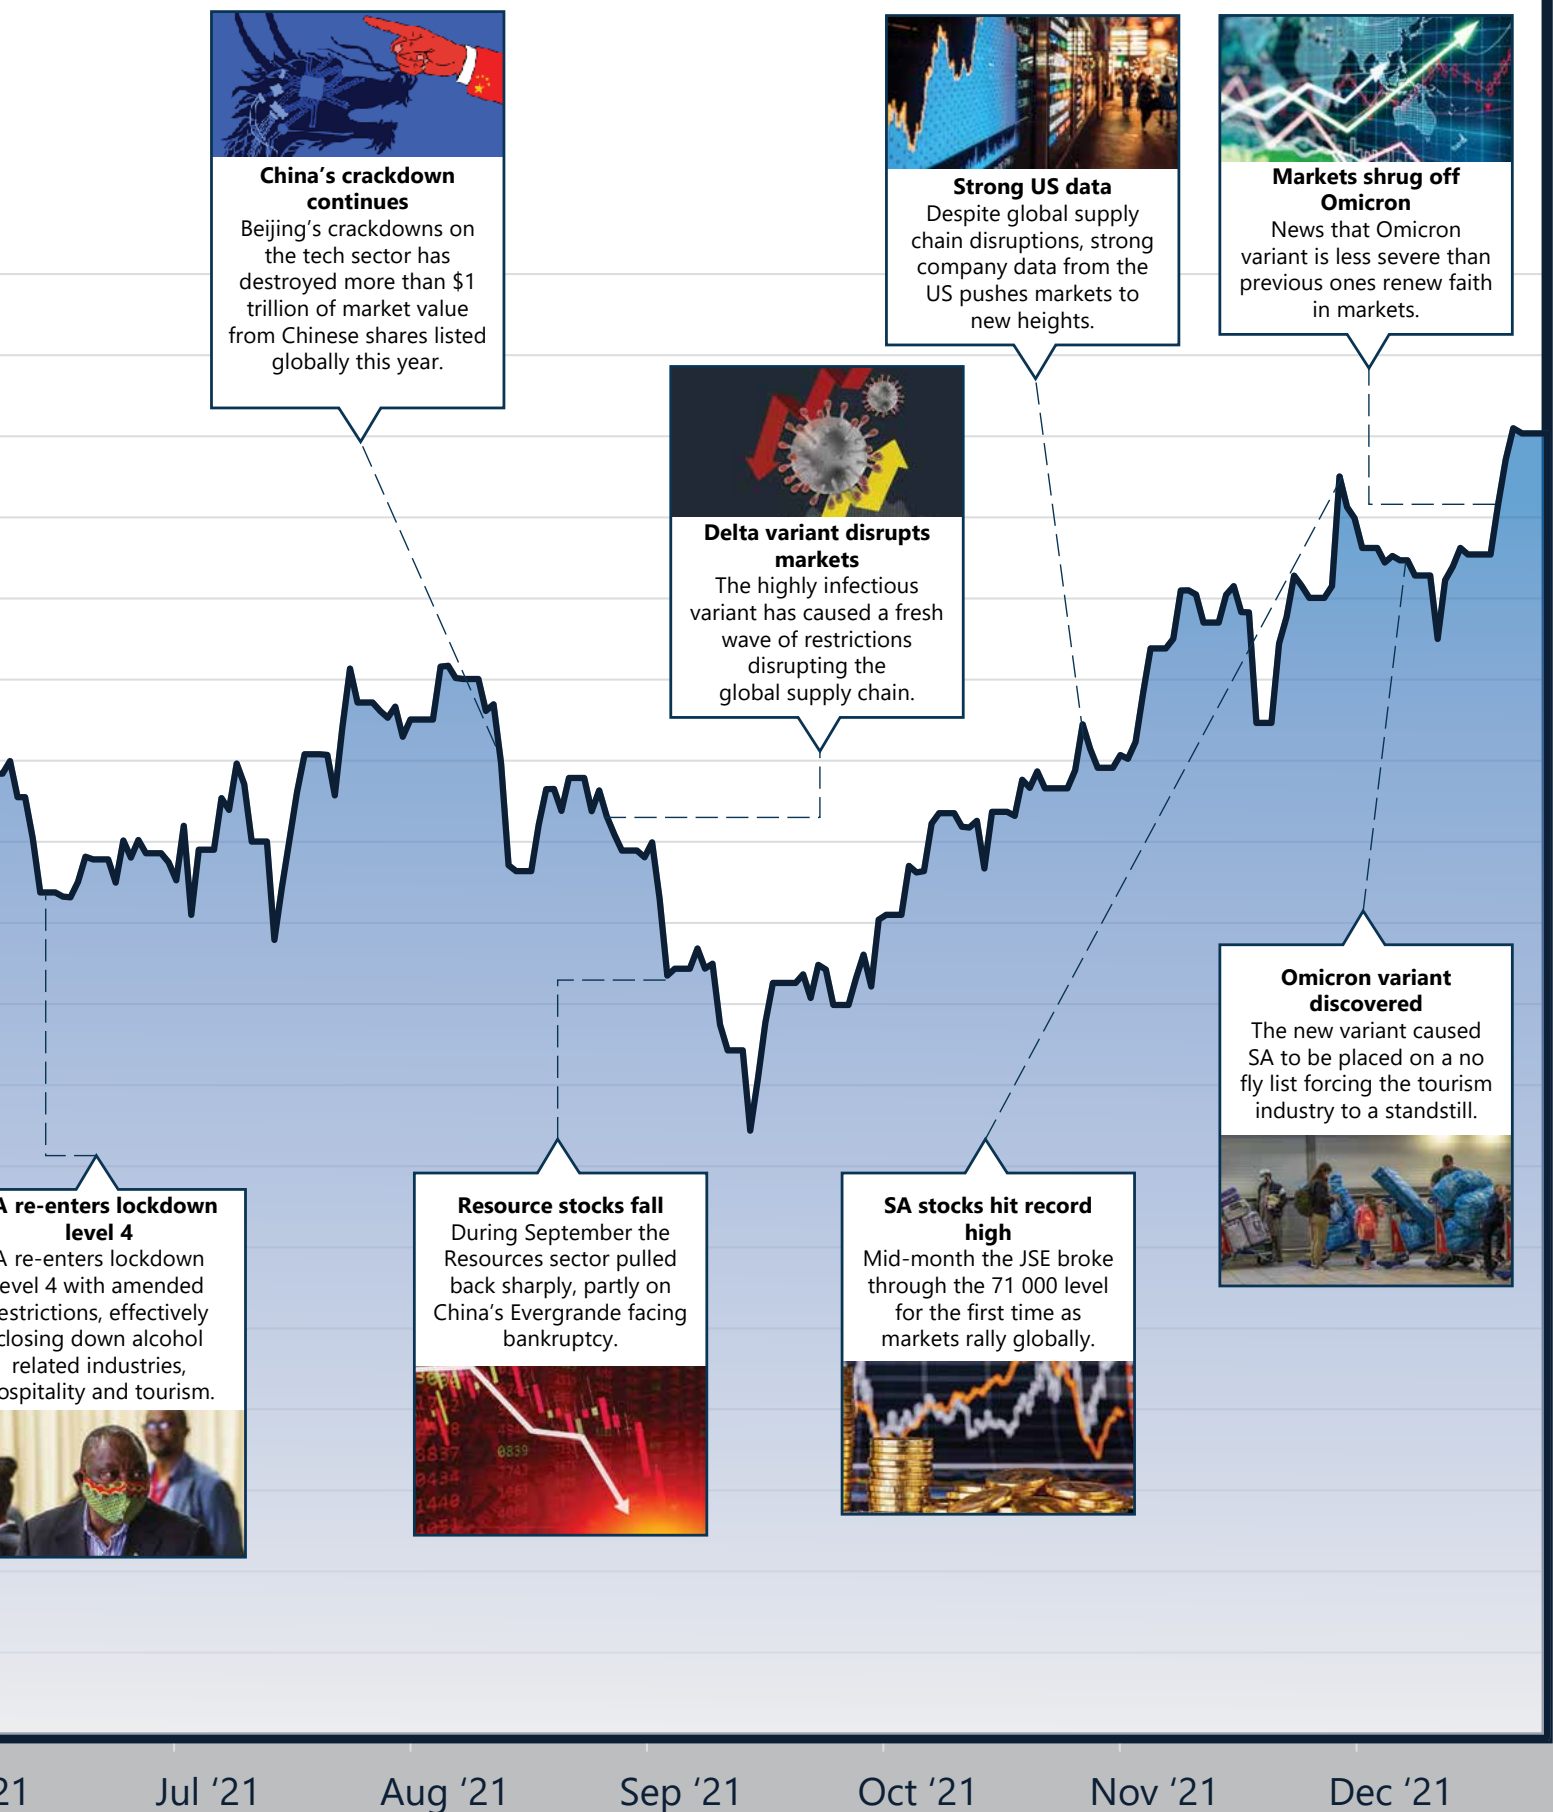 China’s crackdown
continues
Beijing’s crackdowns on
the tech sector has
destroyed more than $1
trillion of market value
from Chinese shares listed
globally this year.
Strong US data
Despite global supply
chain disruptions, strong
company data from the
US pushes markets to
new heights.
Markets shrug off
Omicron
News that Omicron
variant is less severe than
previous ones renew faith
in markets.
Delta variant disrupts
markets
The highly infectious
variant has caused a fresh
wave of restrictions
disrupting the
global supply chain.
Omicron variant
discovered
The new variant caused
SA to be placed on a no
fly list forcing the tourism
industry to a standstill.
A re-enters lockdown
level 4
A re-enters lockdown
evel 4 with amended
estrictions, effectively
closing down alcohol
related industries,
ospitality and tourism.
Resource stocks fall
During September the
Resources sector pulled
back sharply, partly on
China’s Evergrande facing
bankruptcy.
0839
SA stocks hit record
high
Mid-month the JSE broke
through the 71 000 level
for the first time as
markets rally globally.
21 Jul ‘21 Aug ‘21 Sep ‘21 Oct ‘21 Nov ‘21 Dec ‘21